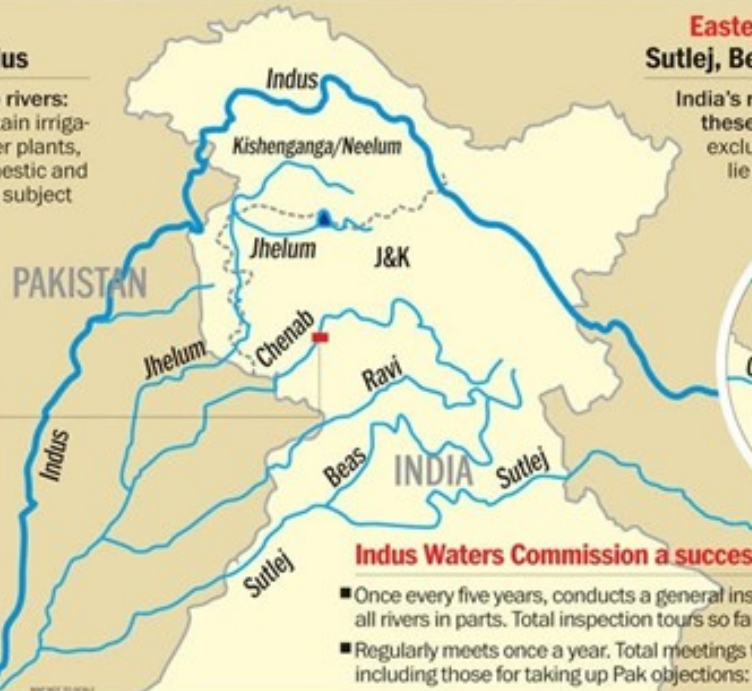 lus
rivers:
tain irriga-
er plants,
nestic and
subject
Easte
Sutlej, Be
India's r
these
exclu
lie
Indus
Kishenganga/Neelum
Jhelum
J&K
PAKISTAN
Jhelum
Chenab
Ravi
Indus
Beas
INDIA
Sutlej
Sutlej
Indus Waters Commission a succes
■ Once every five years, conducts a general ins
all rivers in parts. Total inspection tours so fa
■ Regularly meets once a year. Total meetings
including those for taking up Pak objections: